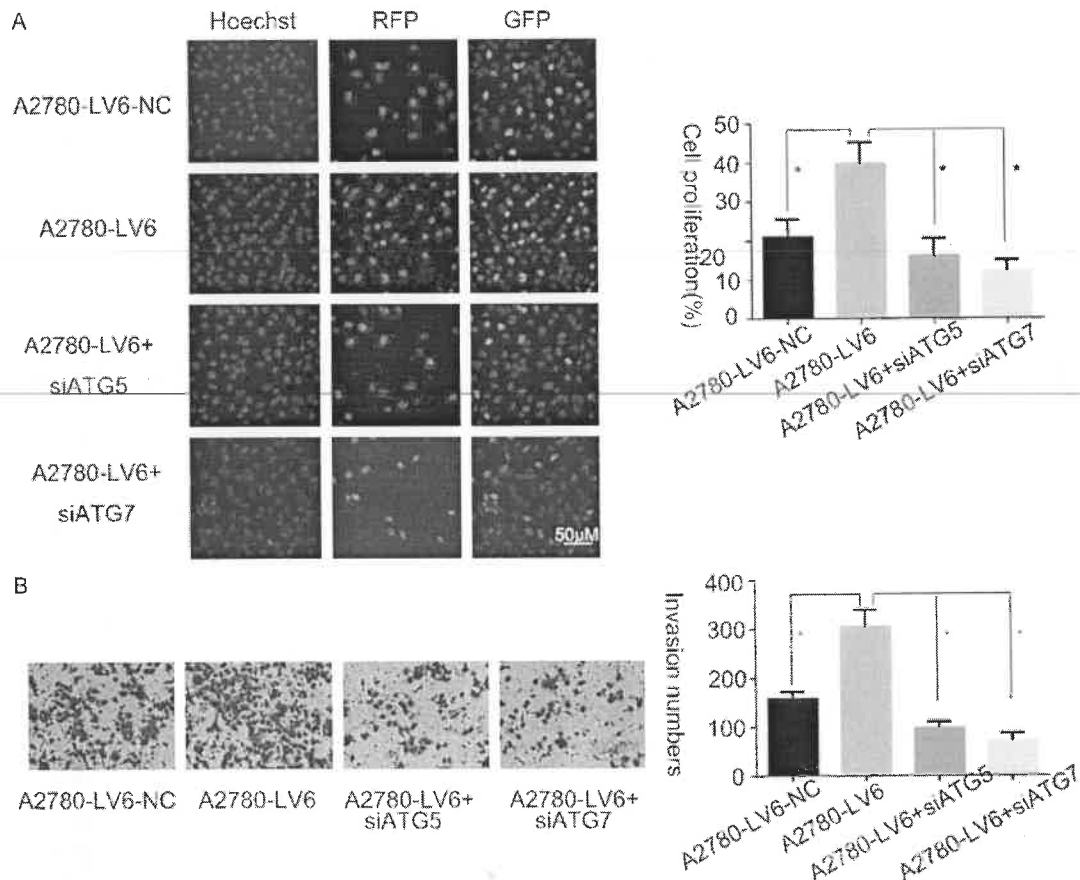 A
Hoechst RFP GFP
A2780-LV6-NC
A2780-LV6
A2780-LV6+
siATG5
A2780-LV6+
siATG7
50µM
Cell proliferation(%)
50
40
30
20
10
0
A2780-LV6-NC
A2780-LV6
A2780-LV6+siATG5
A2780-LV6+siATG7
* * *
B
A2780-LV6-NC A2780-LV6 A2780-LV6+ A2780-LV6+
siATG5 siATG7
Invasion numbers
400
300
200
100
0
A2780-LV6-NC
A2780-LV6
A2780-LV6+siATG5
A2780-LV6+siATG7